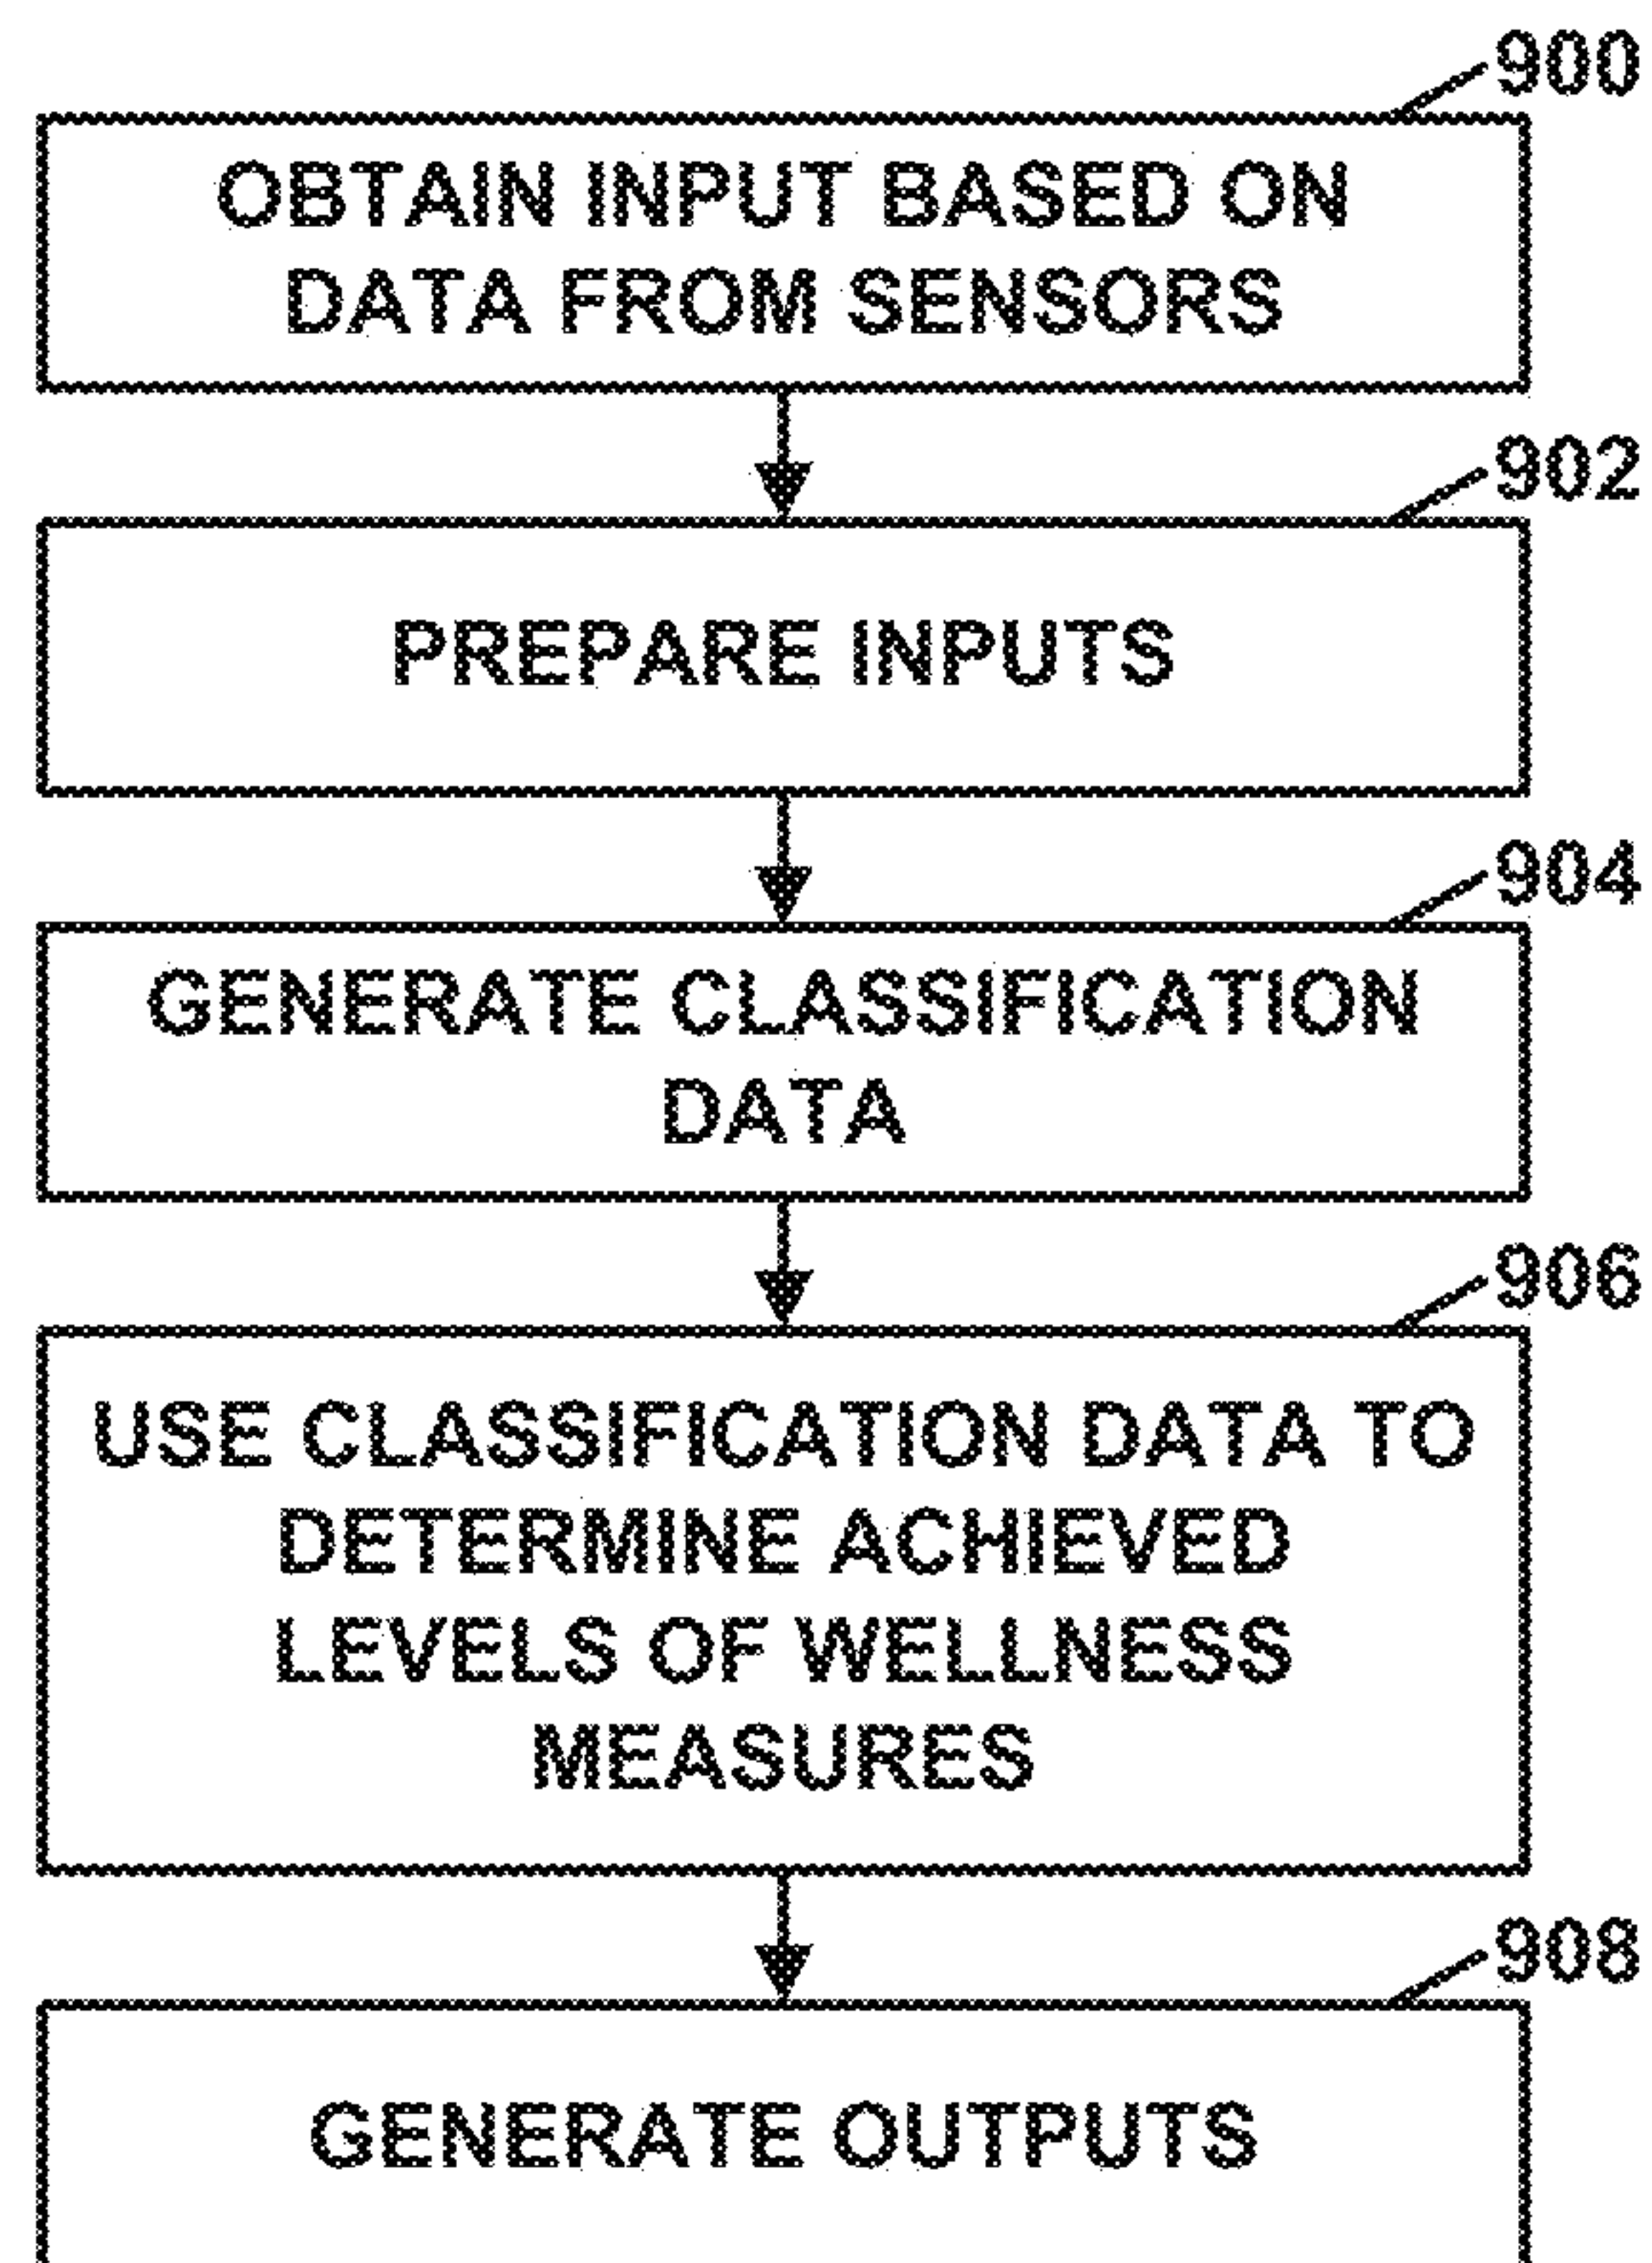 900
OBTAIN INPUT BASED ON
DATA FROM SENSORS
902
PREPARE INPUTS
904
GENERATE CLASSIFICATION
DATA
906
USE CLASSIFICATION DATA TO
DETERMINE ACHIEVED
LEVELS OF WELLNESS
MEASURES
908
GENERATE OUTPUTS